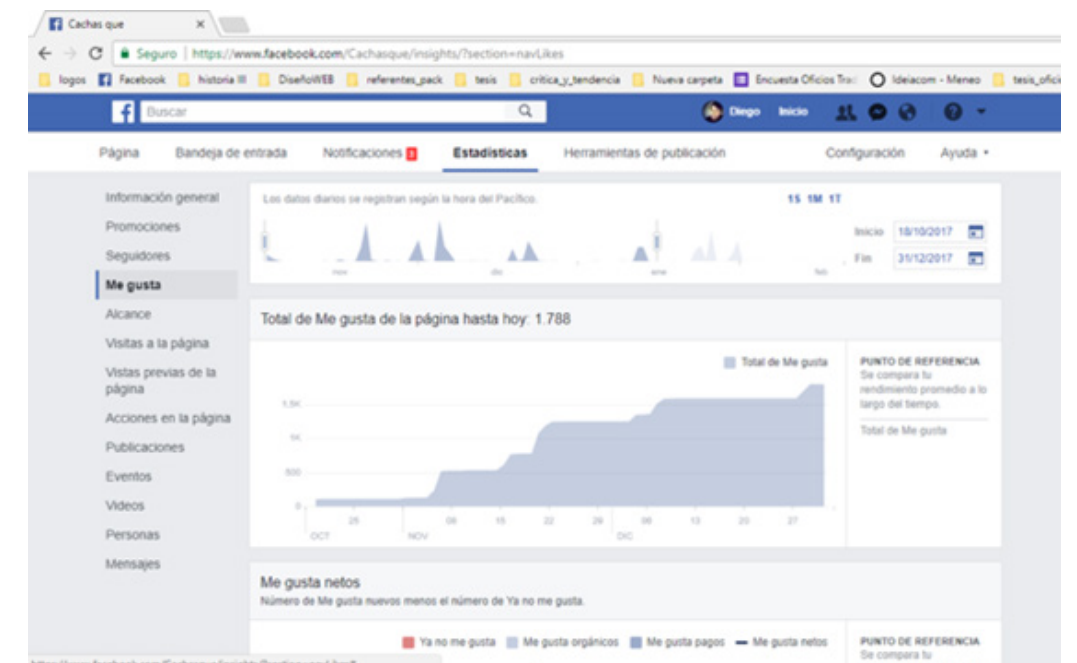 Cachas que
Seguro | https://www.facebook.com/Cachasque/insights/?section=navLikes
logos Facebook historia III DiseñoWEB referentes_pack tesis critica_y_tendencia Nueva carpeta Encuesta Oficios Tra Ideiacom - Meneo tesis_ofici
Buscar Diego Inicio
Página Bandeja de entrada Notificaciones 3 Estadísticas Herramientas de publicación Configuración Ayuda
Información general
Promociones
Seguidores
Me gusta
Alcance
Visitas a la página
Vistas previas de la
página
Acciones en la página
Publicaciones
Eventos
Videos
Personas
Mensajes
Los datos diarios se registran según la hora del Pacífico. 1S 1M 1T
Inicio 18/10/2017
Fin 31/12/2017
nov dic ene feb
Total de Me gusta de la página hasta hoy: 1.788
Total de Me gusta
1.5K
1K
500
0
25 08 15 22 29 06 13 20 27
OCT NOV DIC
PUNTO DE REFERENCIA
Se compara tu
rendimiento promedio a lo
largo del tiempo.
Total de Me gusta
Me gusta netos
Número de Me gusta nuevos menos el número de Ya no me gusta.
Ya no me gusta Me gusta orgánicos Me gusta pagos Me gusta netos
PUNTO DE REFERENCIA
Se compara tu